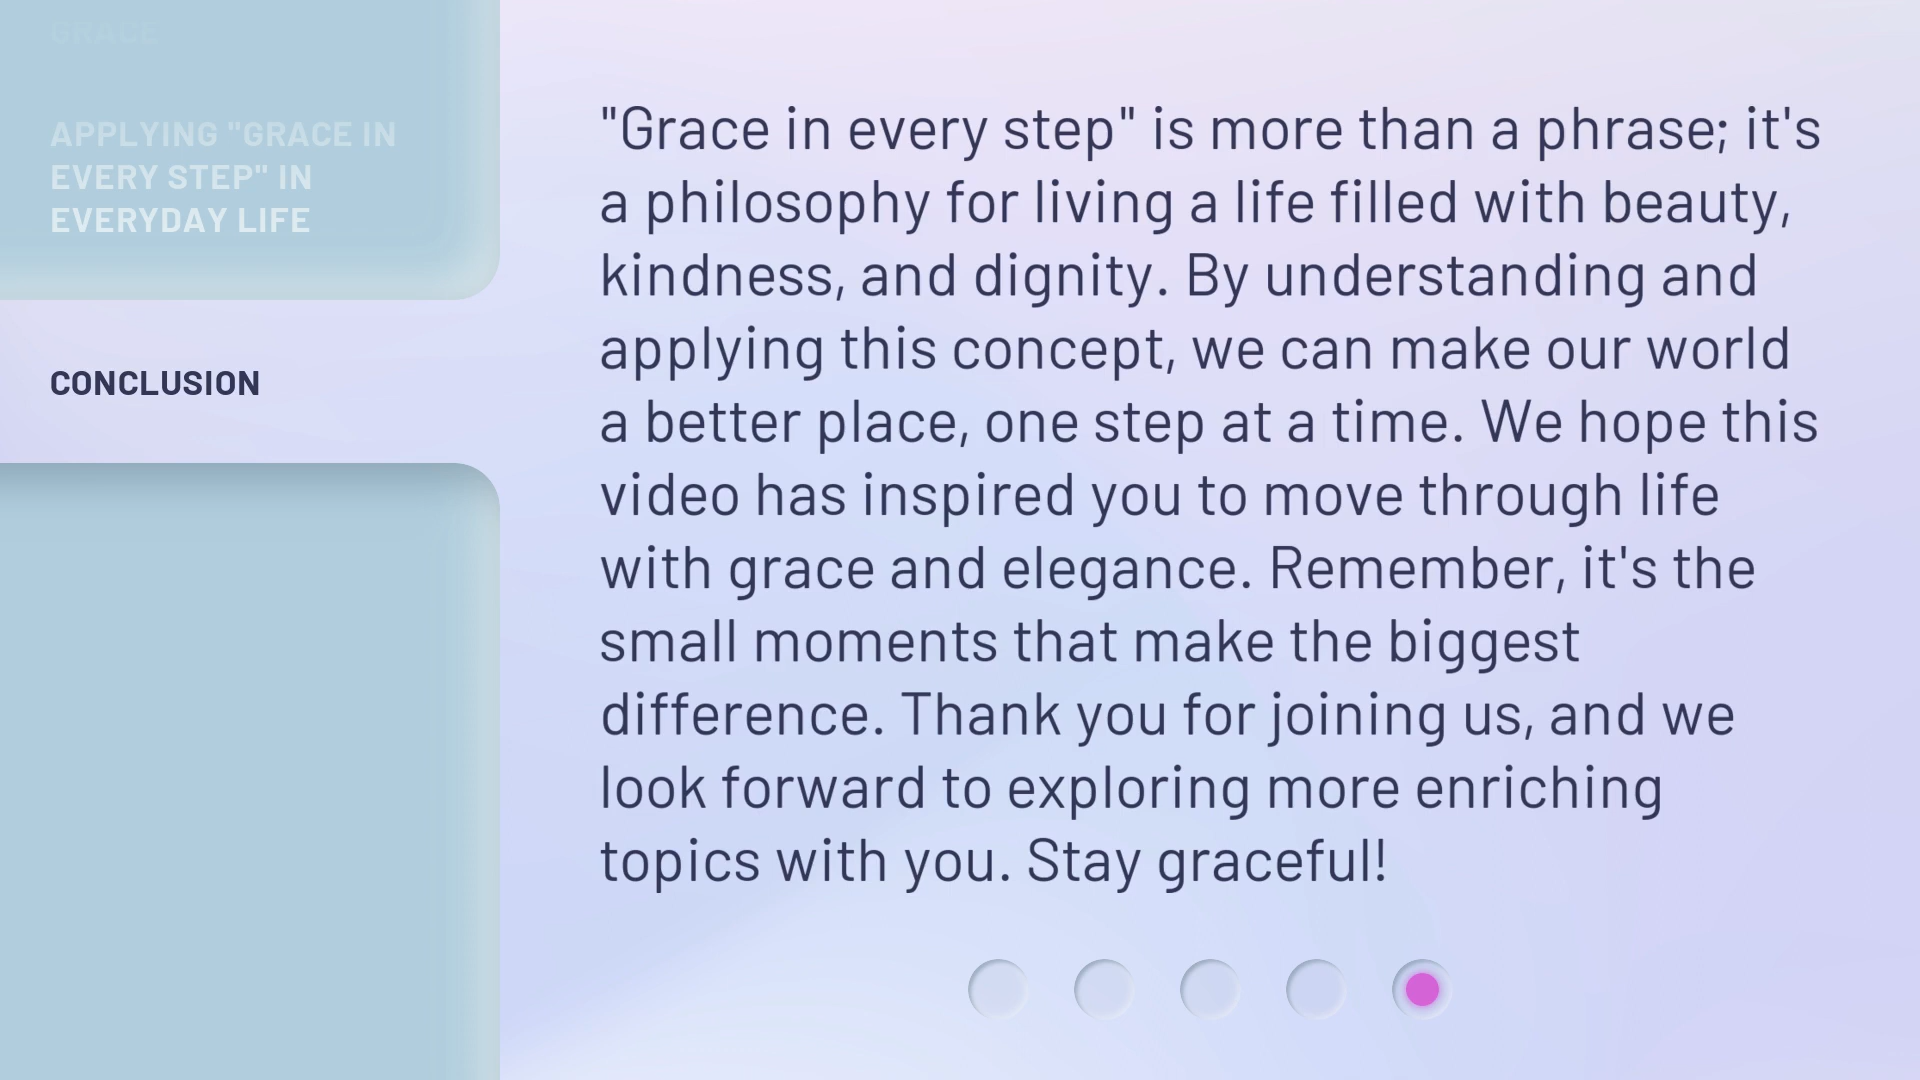 GRACE
APPLYING "GRACE IN
EVERY STEP" IN
EVERYDAY LIFE
CONCLUSION
"Grace in every step" is more than a phrase; it's
a philosophy for living a life filled with beauty,
kindness, and dignity. By understanding and
applying this concept, we can make our world
a better place, one step at a time. We hope this
video has inspired you to move through life
with grace and elegance. Remember, it's the
small moments that make the biggest
difference. Thank you for joining us, and we
look forward to exploring more enriching
topics with you. Stay graceful!